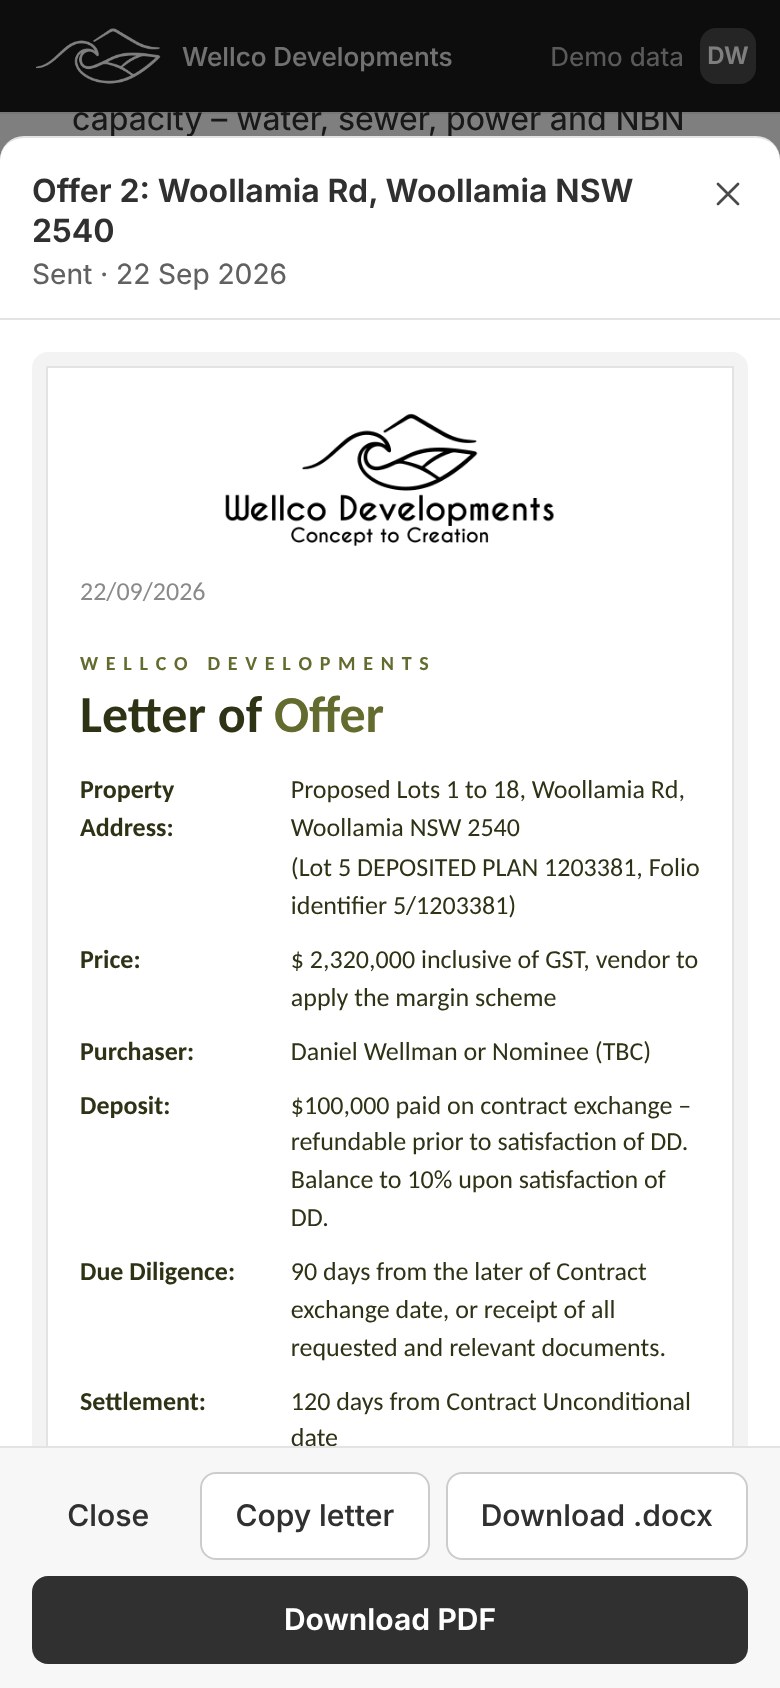 Wellco Developments
Demo data
DW
capacity – water, sewer, power and NBN
Offer 2: Woollamia Rd, Woollamia NSW
2540
Sent · 22 Sep 2026
Wellco Developments
Concept to Creation
22/09/2026
WELLCO DEVELOPMENTS
Letter of Offer
Property
Address:
Proposed Lots 1 to 18, Woollamia Rd,
Woollamia NSW 2540
(Lot 5 DEPOSITED PLAN 1203381, Folio
identifier 5/1203381)
Price:
$ 2,320,000 inclusive of GST, vendor to
apply the margin scheme
Purchaser:
Daniel Wellman or Nominee (TBC)
Deposit:
$100,000 paid on contract exchange –
refundable prior to satisfaction of DD.
Balance to 10% upon satisfaction of
DD.
Due Diligence:
90 days from the later of Contract
exchange date, or receipt of all
requested and relevant documents.
Settlement:
120 days from Contract Unconditional
date
Close
Copy letter
Download .docx
Download PDF